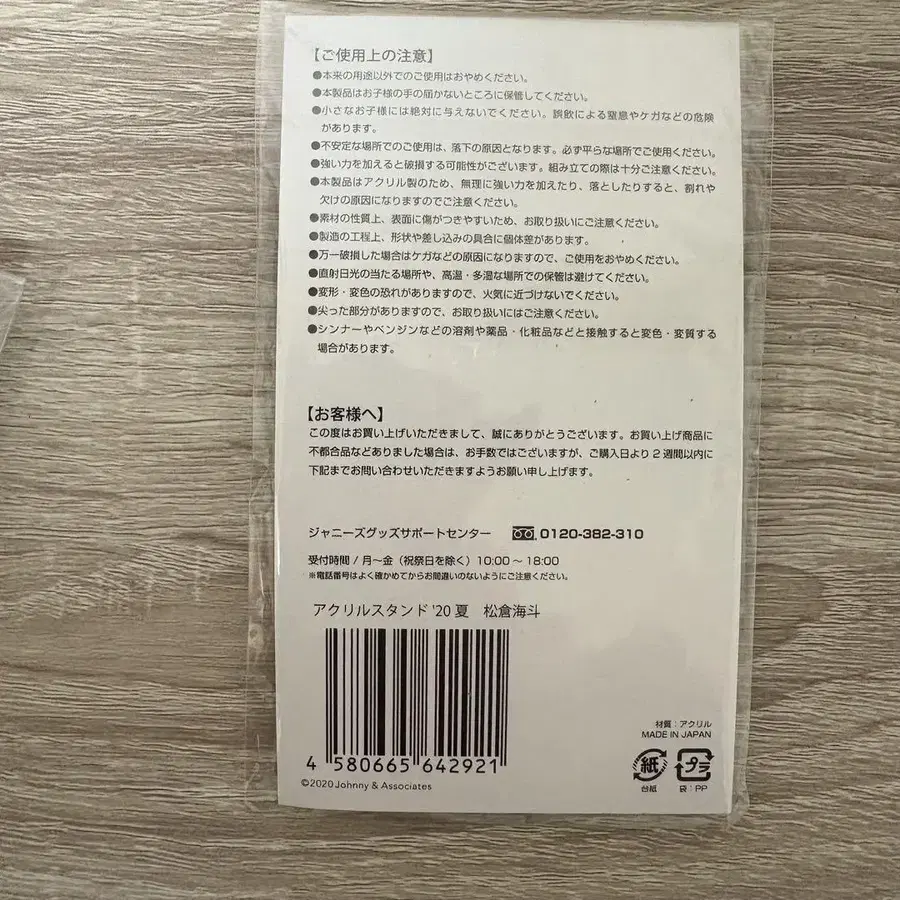 【ご使用上の注意】
●本来の用途以外でのご使用はおやめください。
●本製品はお子様の手の届かないところに保管してください。
●小さなお子様には絶対に与えないでください。誤飲による窒息やケガなどの危険
があります。
●不安定な場所でのご使用は、落下の原因となります。必ず平らな場所でご使用ください。
●強い力を加えると破損する可能性がございます。組み立ての際は十分ご注意ください。
●本製品はアクリル製のため、無理に強い力を加えたり、落としたりすると、割れや
欠けの原因になりますのでご注意ください。
●素材の性質上、表面に傷がつきやすいため、お取り扱いにご注意ください。
●製造の工程上、形状や差し込みの具合に個体差があります。
●万一破損した場合はケガなどの原因になりますので、ご使用をおやめください。
●直射日光の当たる場所や、高温・多湿な場所での保管は避けてください。
●変形・変色の恐れがありますので、火気に近づけないでください。
●尖った部分がありますので、お取り扱いにはご注意ください。
●シンナーやベンジンなどの溶剤や薬品・化粧品などと接触すると変色・変質する
場合があります。
【お客様へ】
この度はお買い上げいただきまして、誠にありがとうございます。お買い上げ商品に
不都合品などありました場合は、お手数ではございますが、ご購入日より2週間以内に
下記までお問い合わせいただきますようお願い申し上げます。
ジャニーズグッズサポートセンター 0120-382-310
受付時間 / 月～金（祝祭日を除く）10:00～18:00
※電話番号はよく確かめてからお間違いのないようにご注意ください。
アクリルスタンド '20 夏 松倉海斗
4 580665 642921
©2020 Johnny & Associates
材質：アクリル
MADE IN JAPAN
紙 プラ
台紙 袋：PP